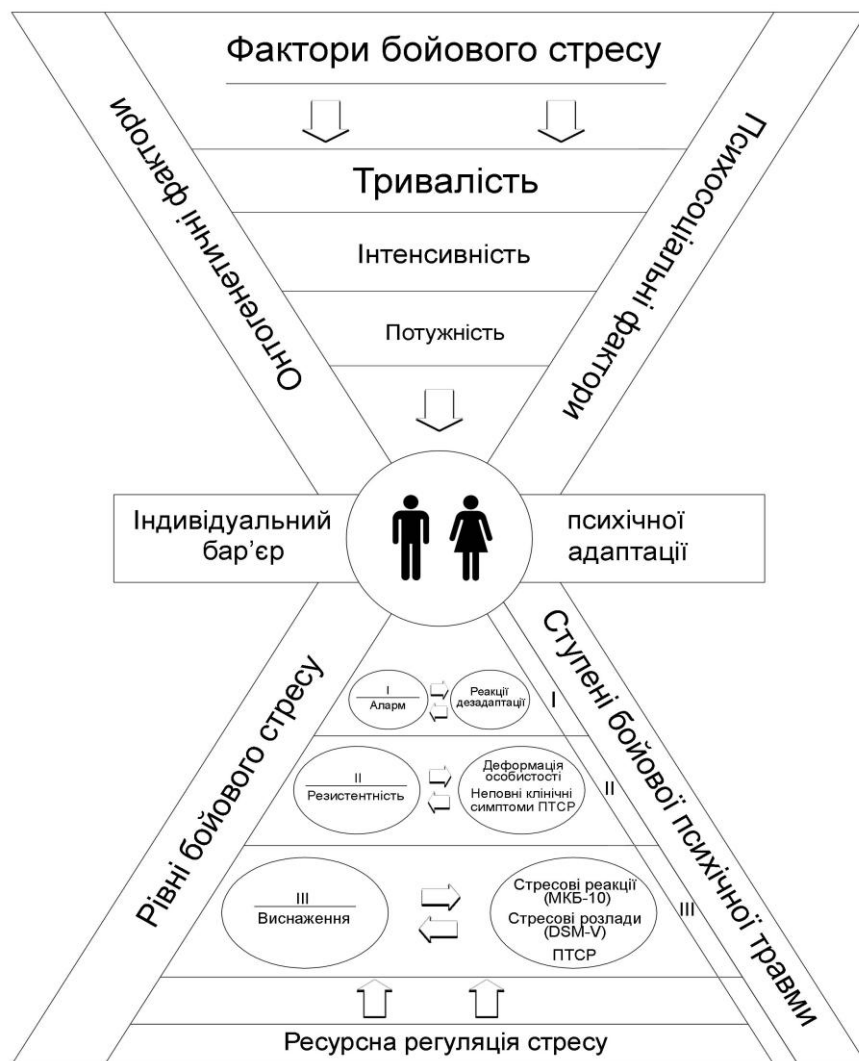 Фактори бойового стресу
Онтогенетичні фактори
Психосоціальні фактори
Тривалість
Інтенсивність
Потужність
Індивідуальний
бар’єр
психічної
адаптації
Рівні бойового стресу
Ступені бойової психічної травми
I
Аларм
Реакції
дезадаптації
I
II
Резистентність
Деформація
особистості
Неповні клінічні
симптоми ПТСР
II
III
Виснаження
Стресові реакції
(МКБ-10)
Стресові розлади
(DSM-V)
ПТСР
III
Ресурсна регуляція стресу